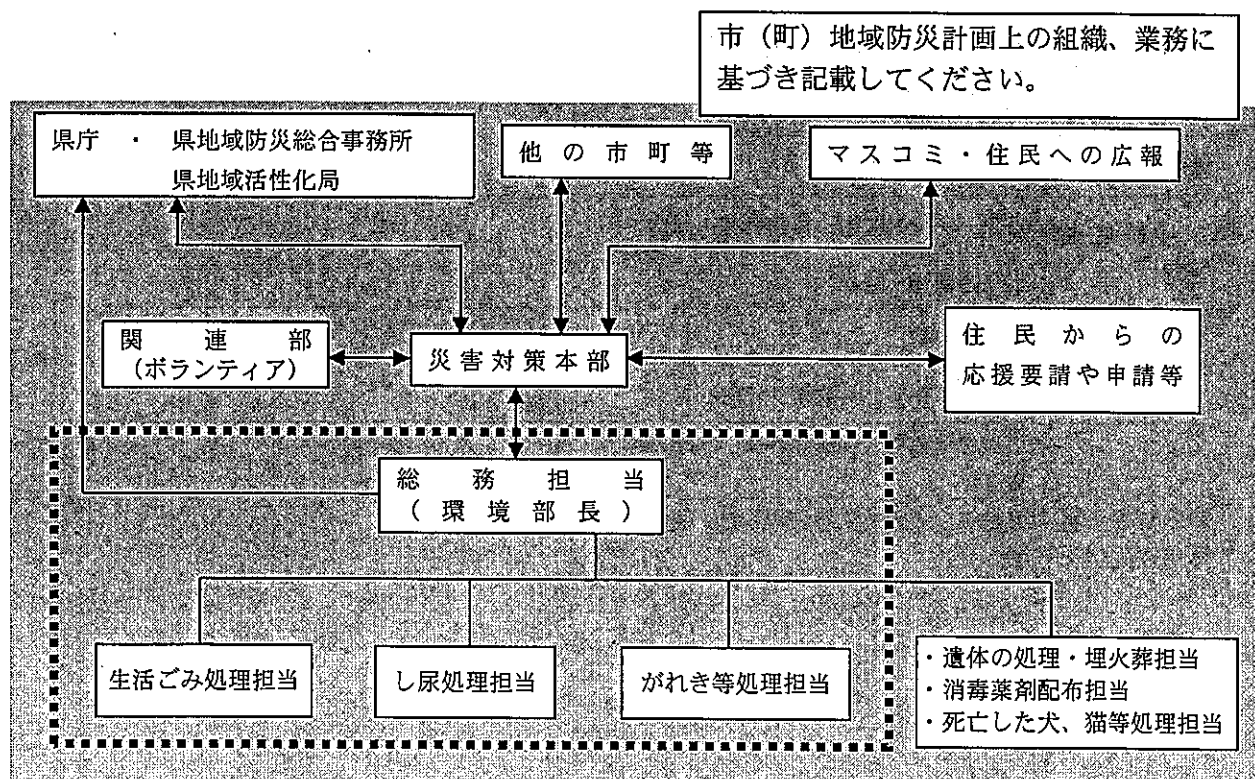 市（町）地域防災計画上の組織、業務に
基づき記載してください。
県庁　・　県地域防災総合事務所
県地域活性化局
他の市町等
マスコミ・住民への広報
関連部
（ボランティア）
災害対策本部
住民からの
応援要請や申請等
総務担当
（環境部長）
生活ごみ処理担当
し尿処理担当
がれき等処理担当
・遺体の処理・埋火葬担当
・消毒薬剤配布担当
・死亡した犬、猫等処理担当